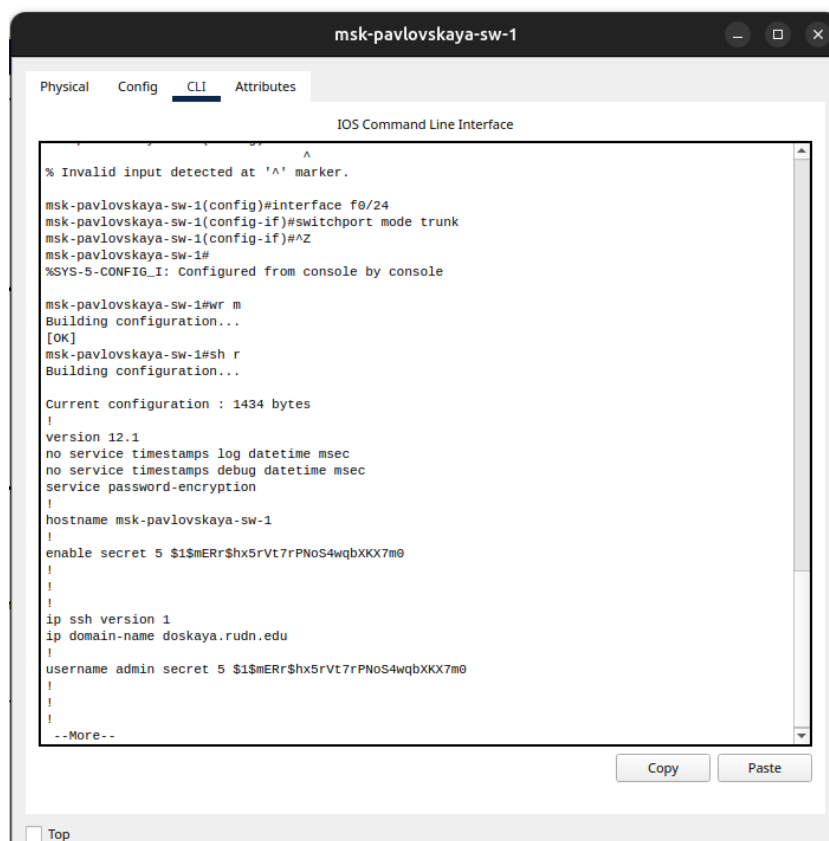 msk-pavlovskaya-sw-1
Physical Config CLI Attributes
IOS Command Line Interface
^
% Invalid input detected at '^' marker.
msk-pavlovskaya-sw-1(config)#interface f0/24
msk-pavlovskaya-sw-1(config-if)#switchport mode trunk
msk-pavlovskaya-sw-1(config-if)#^Z
msk-pavlovskaya-sw-1#
%SYS-5-CONFIG_I: Configured from console by console
msk-pavlovskaya-sw-1#wr m
Building configuration...
[OK]
msk-pavlovskaya-sw-1#sh r
Building configuration...
Current configuration : 1434 bytes
!
version 12.1
no service timestamps log datetime msec
no service timestamps debug datetime msec
service password-encryption
!
hostname msk-pavlovskaya-sw-1
!
enable secret 5 $1$mERr$hx5rVt7rPNoS4wqbXKX7m0
!
!
!
ip ssh version 1
ip domain-name doskaya.rudn.edu
!
username admin secret 5 $1$mERr$hx5rVt7rPNoS4wqbXKX7m0
!
!
!
--More--
Copy Paste
Top